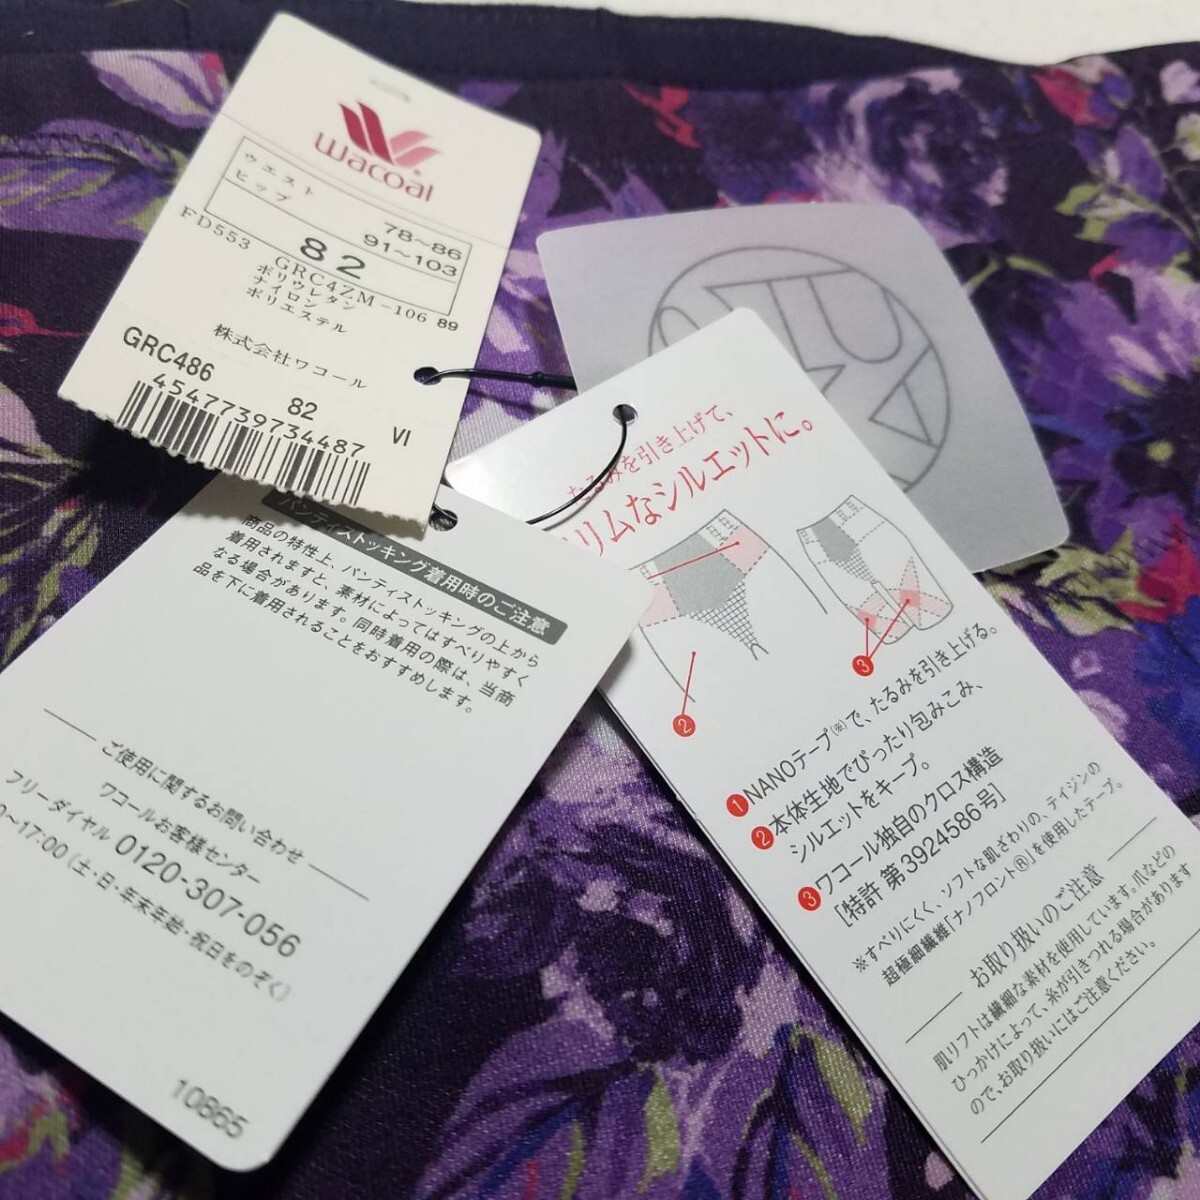 wacoal
ウエスト 78~86
ヒップ 91~103
82
FD553 GRC4ZM-106 89
ポリウレタン
ナイロン
ポリエステル
株式会社ワコール
GRC486 82 VI
4547739734487
パンティストッキング着用時のご注意
商品の特性上、パンティストッキングの上から
着用されますと、素材によってはすべりやすく
なる場合があります。同時着用の際は、当商
品を下に着用されることをおすすめします。
ご使用に関するお問い合わせ
ワコールお客様センター
フリーダイヤル 0120-307-056
~17:00(土・日・年末年始・祝日をのぞく)
10865
たるみを引き上げて、
リムなシルエットに。
②
③
①NANOテープ(※)で、たるみを引き上げる。
②本体生地でぴったり包みこみ、
シルエットをキープ。
③ワコール独自のクロス構造
[特許 第3924586号]
※すべりにくく、ソフトな肌ざわりの、テイジンの
超極細繊維「ナノフロント®」を使用したテープ。
お取り扱いのご注意
肌リフトは繊細な素材を使用しています。爪などの
ひっかけによって、糸が引きつれる場合があります
ので、お取り扱いにはご注意ください。